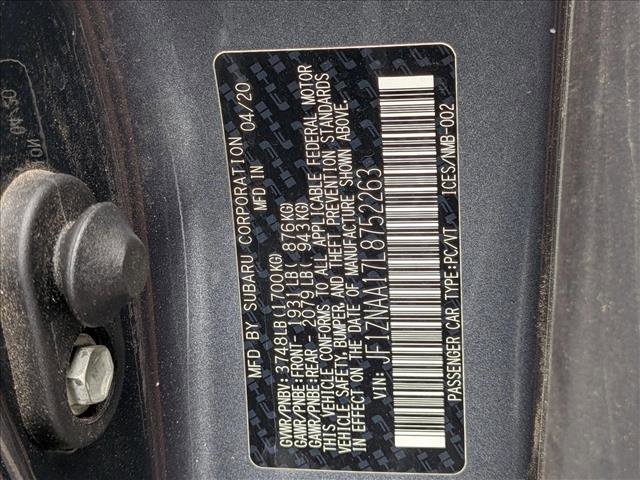 MFD BY SUBARU CORPORATION
MFD IN 04/20
GVWR/PNBV:3748LB(1700KG)
GAWR/PNBE:FRONT 1931LB( 876KG)
GAWR/PNBE:REAR 2079LB( 943KG)
THIS VEHICLE CONFORMS TO ALL APPLICABLE FEDERAL MOTOR
VEHICLE SAFETY, BUMPER, AND THEFT PREVENTION STANDARDS
IN EFFECT ON THE DATE OF MANUFACTURE SHOWN ABOVE.
VIN: JF1ZNAA17L8752263
PASSENGER CAR TYPE:PC/VT ICES/NMB-002